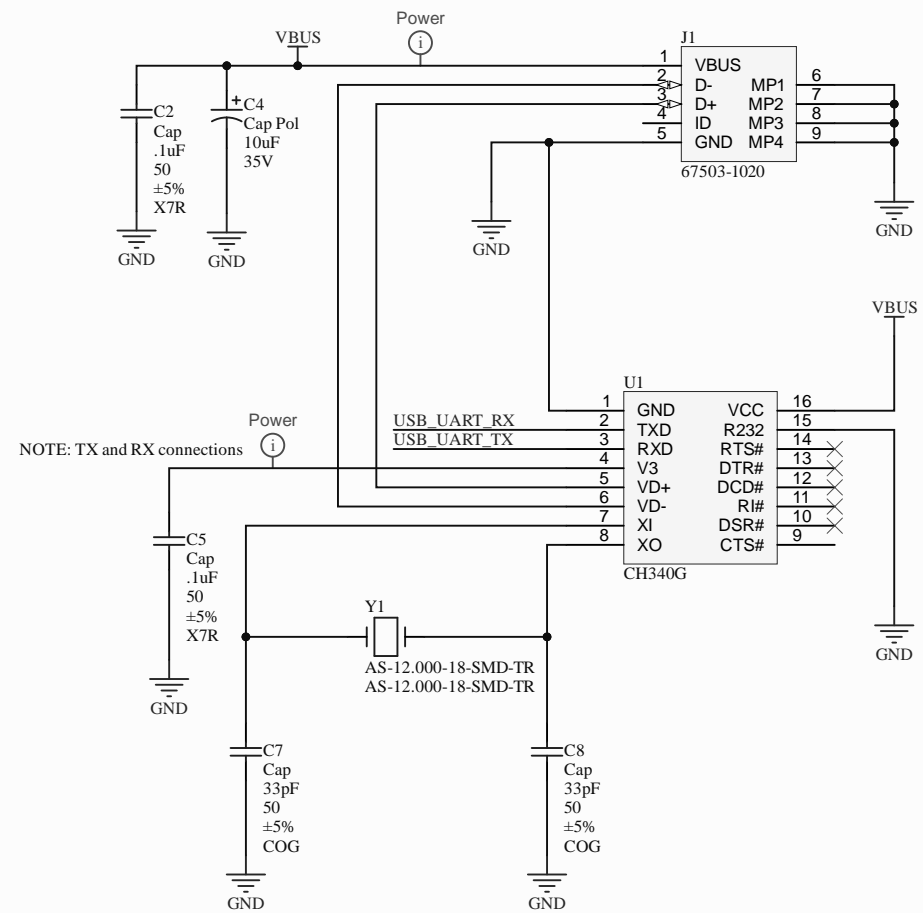 Power
VBUS
C2
Cap
.1uF
50
±5%
X7R
GND
+
C4
Cap Pol
10uF
35V
GND
J1
1 VBUS
2 D- MP1 6
3 D+ MP2 7
4 ID MP3 8
5 GND MP4 9
67503-1020
GND
GND
VBUS
U1
1 GND VCC 16
USB_UART_RX 2 TXD R232 15
USB_UART_TX 3 RXD RTS# 14
4 V3 DTR# 13
5 VD+ DCD# 12
6 VD- RI# 11
7 XI DSR# 10
8 XO CTS# 9
CH340G
GND
Power
NOTE: TX and RX connections
C5
Cap
.1uF
50
±5%
X7R
GND
Y1
AS-12.000-18-SMD-TR
AS-12.000-18-SMD-TR
C7
Cap
33pF
50
±5%
COG
GND
C8
Cap
33pF
50
±5%
COG
GND